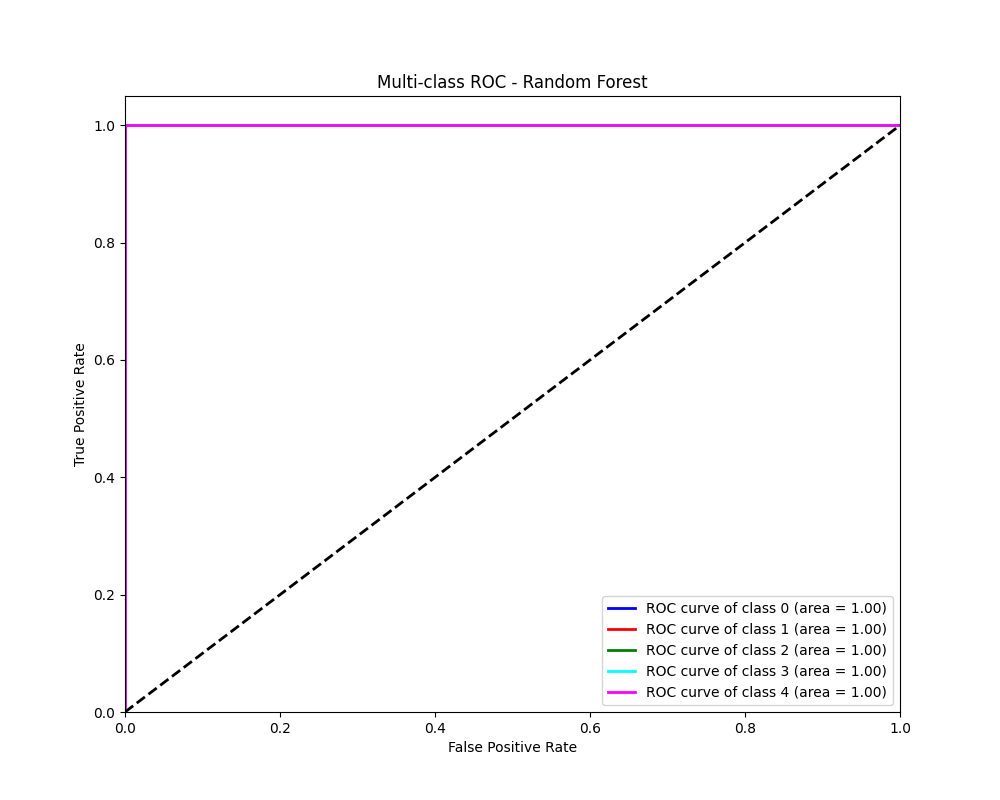 Multi-class ROC - Random Forest
True Positive Rate
1.0
0.8
0.6
0.4
0.2
0.0
0.0 0.2 0.4 0.6 0.8 1.0
False Positive Rate
ROC curve of class 0 (area = 1.00)
ROC curve of class 1 (area = 1.00)
ROC curve of class 2 (area = 1.00)
ROC curve of class 3 (area = 1.00)
ROC curve of class 4 (area = 1.00)